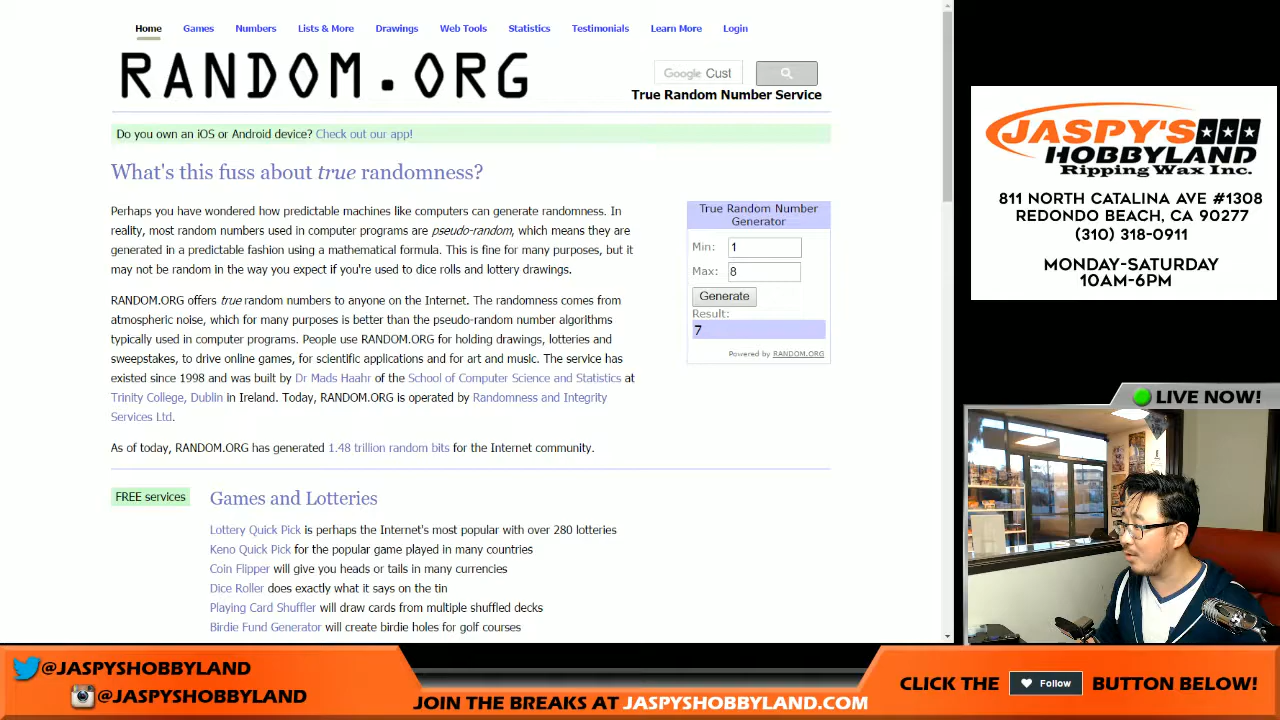 Home Games Numbers Lists & More Drawings Web Tools Statistics Testimonials Learn More Login
RANDOM.ORG
Google Cust
True Random Number Service
Do you own an iOS or Android device? Check out our app!
What's this fuss about true randomness?
Perhaps you have wondered how predictable machines like computers can generate randomness. In
reality, most random numbers used in computer programs are pseudo-random, which means they are
generated in a predictable fashion using a mathematical formula. This is fine for many purposes, but it
may not be random in the way you expect if you're used to dice rolls and lottery drawings.
RANDOM.ORG offers true random numbers to anyone on the Internet. The randomness comes from
atmospheric noise, which for many purposes is better than the pseudo-random number algorithms
typically used in computer programs. People use RANDOM.ORG for holding drawings, lotteries and
sweepstakes, to drive online games, for scientific applications and for art and music. The service has
existed since 1998 and was built by Dr Mads Haahr of the School of Computer Science and Statistics at
Trinity College, Dublin in Ireland. Today, RANDOM.ORG is operated by Randomness and Integrity
Services Ltd.
As of today, RANDOM.ORG has generated 1.48 trillion random bits for the Internet community.
True Random Number
Generator
Min: 1
Max: 8
Generate
Result:
7
Powered by RANDOM.ORG
FREE services
Games and Lotteries
Lottery Quick Pick is perhaps the Internet's most popular with over 280 lotteries
Keno Quick Pick for the popular game played in many countries
Coin Flipper will give you heads or tails in many currencies
Dice Roller does exactly what it says on the tin
Playing Card Shuffler will draw cards from multiple shuffled decks
Birdie Fund Generator will create birdie holes for golf courses
JASPY'S
HOBBYLAND
Ripping Wax Inc.
811 NORTH CATALINA AVE #1308
REDONDO BEACH, CA 90277
(310) 318-0911
MONDAY-SATURDAY
10AM-6PM
LIVE NOW!
@JASPYSHOBBYLAND
@JASPYSHOBBYLAND
JOIN THE BREAKS AT JASPYSHOBBYLAND.COM
CLICK THE Follow BUTTON BELOW!